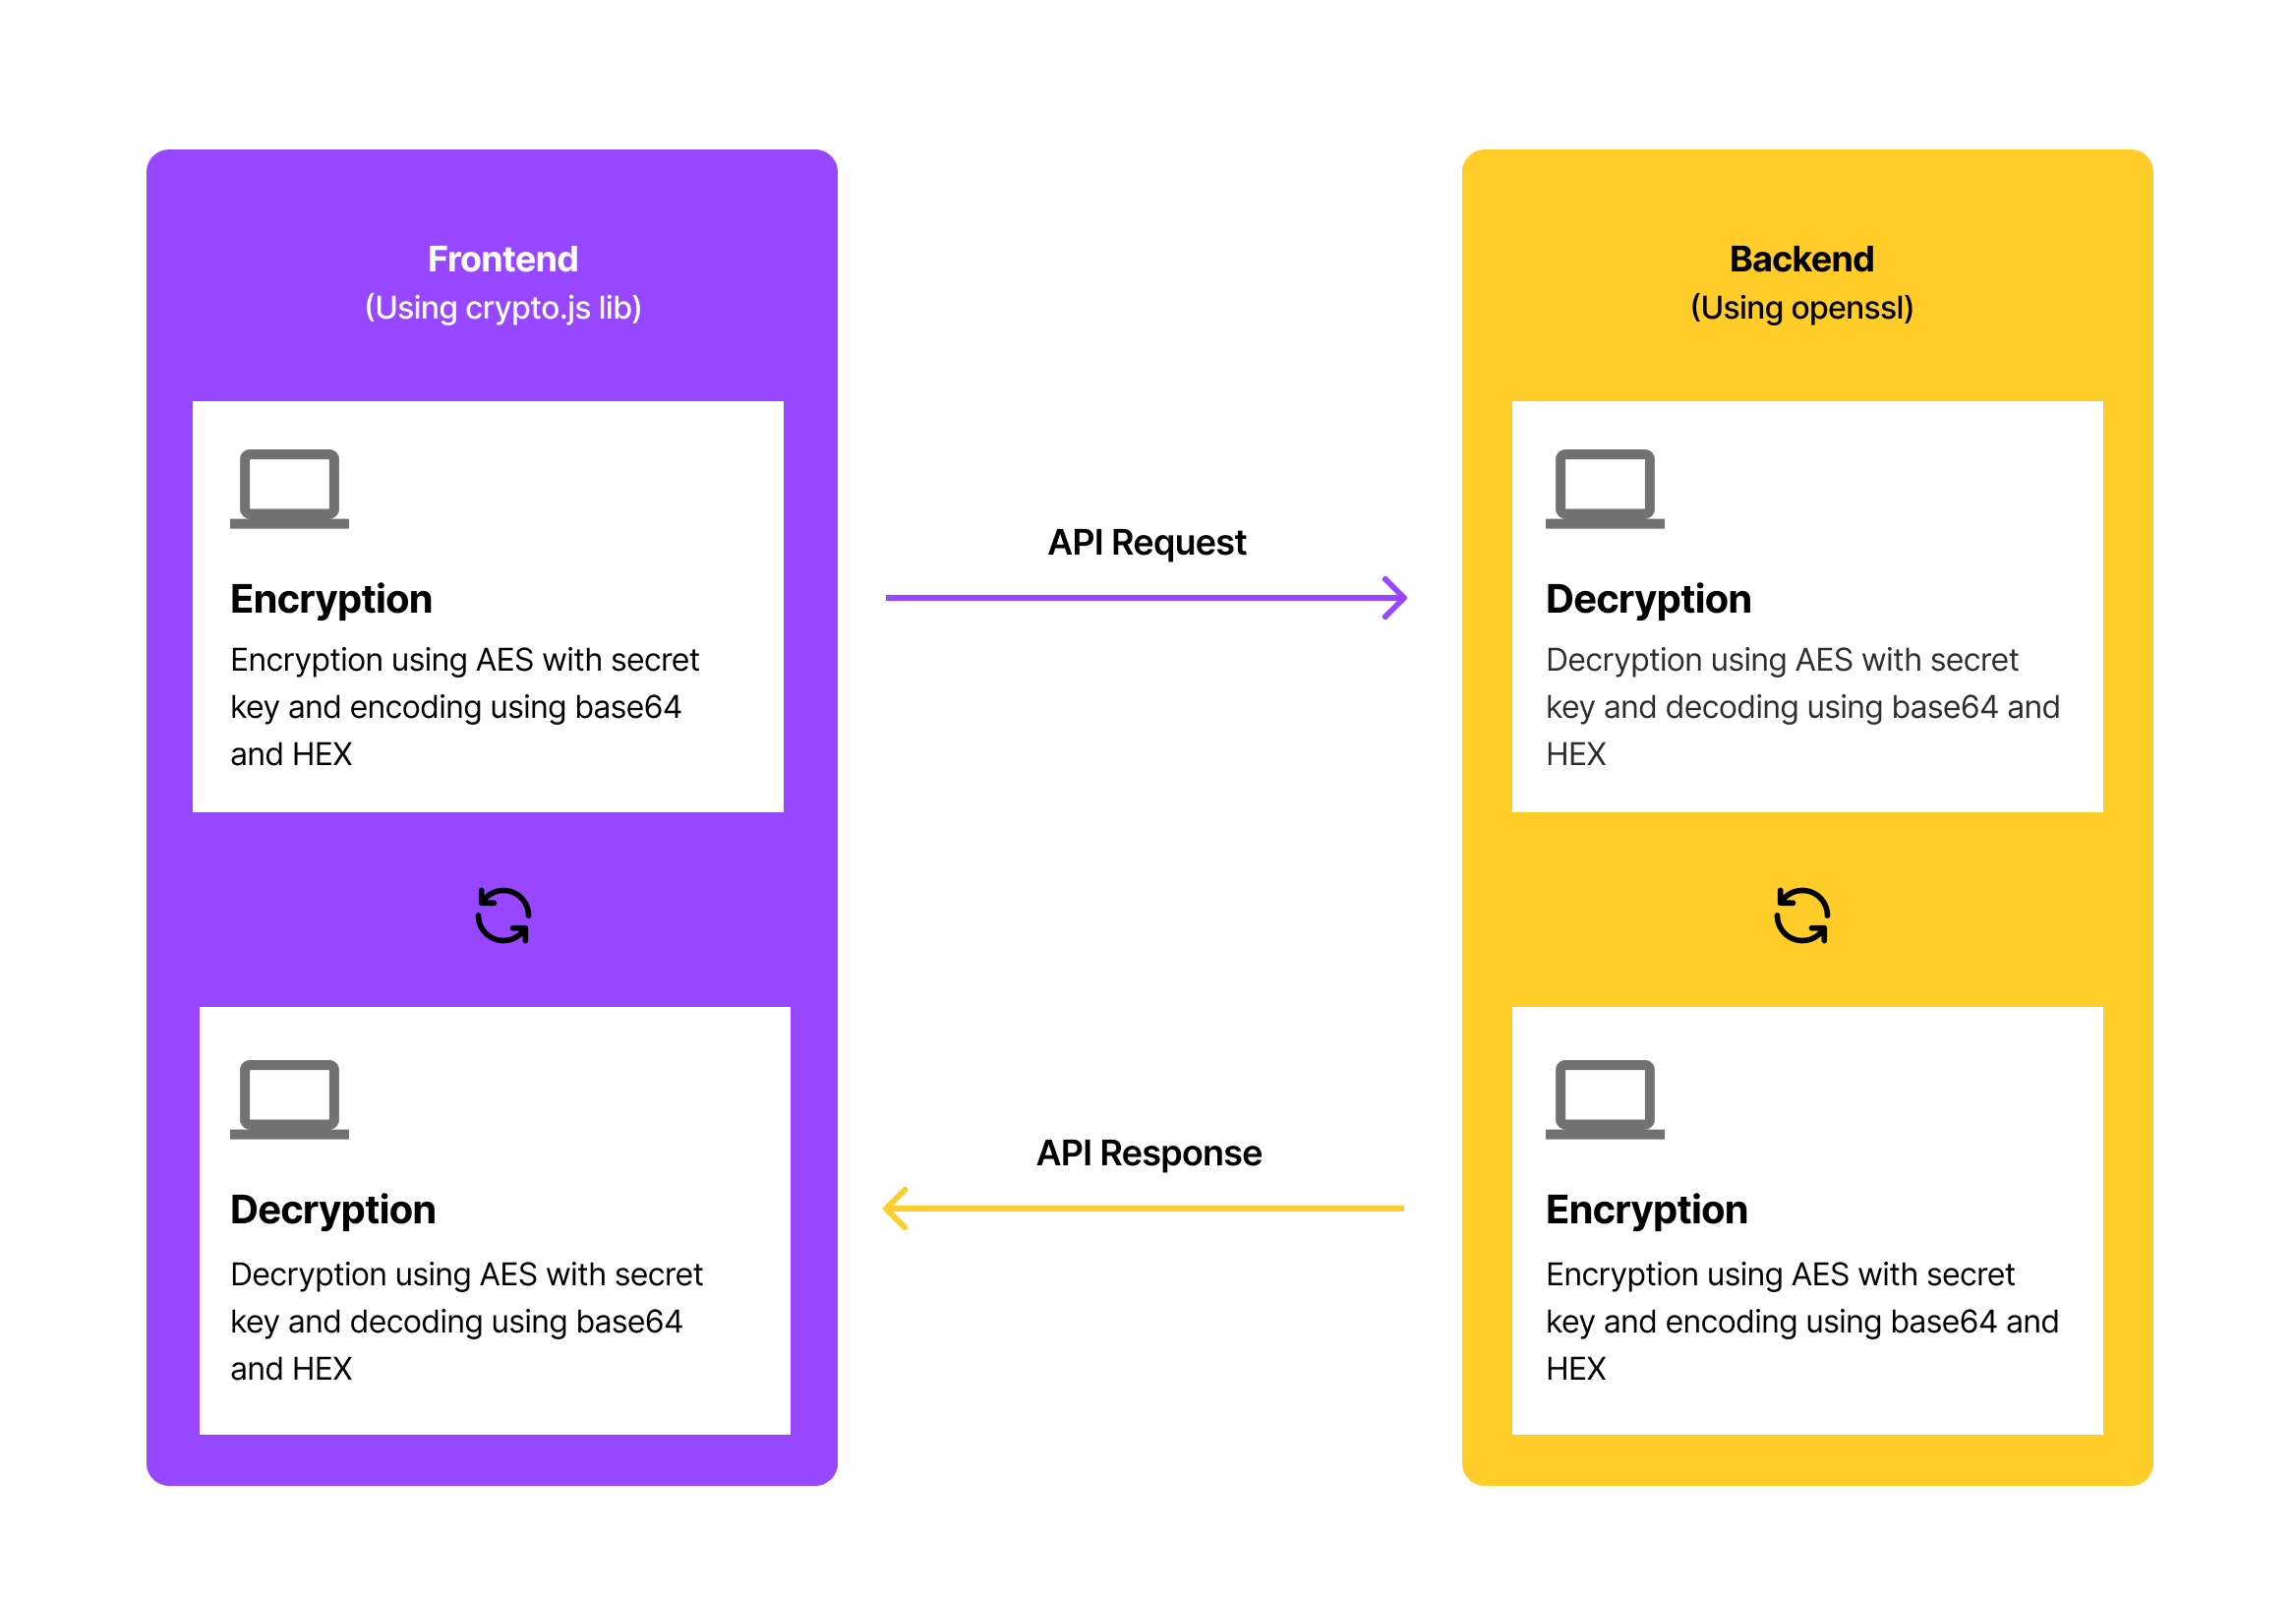 Frontend
(Using crypto.js lib)
Encryption
Encryption using AES with secret
key and encoding using base64
and HEX
Decryption
Decryption using AES with secret
key and decoding using base64
and HEX
API Request
API Response
Backend
(Using openssl)
Decryption
Decryption using AES with secret
key and decoding using base64 and
HEX
Encryption
Encryption using AES with secret
key and encoding using base64 and
HEX